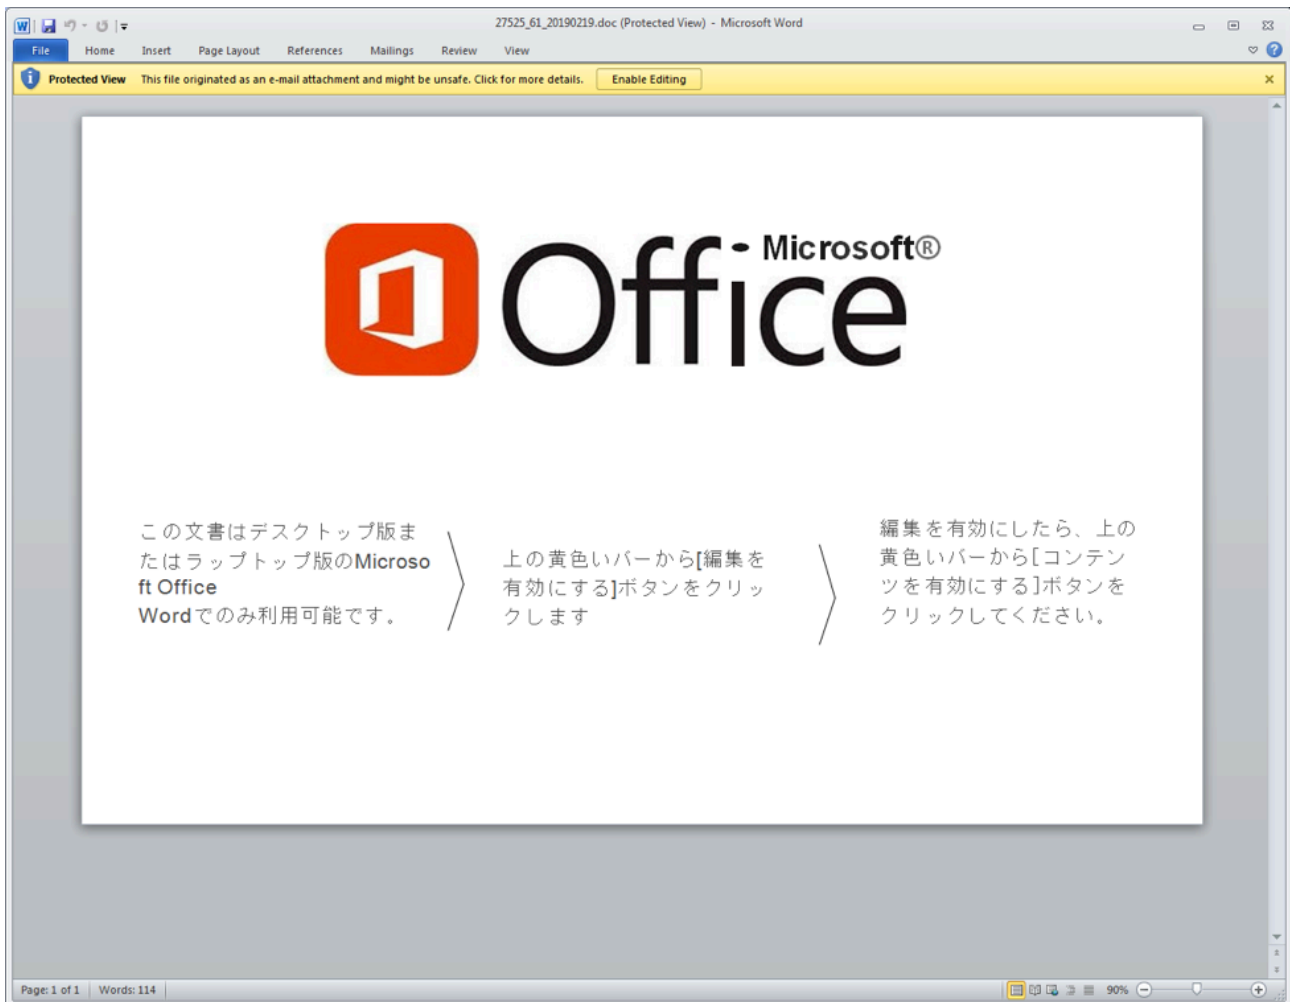 27525_61_20190219.doc (Protected View) - Microsoft Word
File Home Insert Page Layout References Mailings Review View
Protected View This file originated as an e-mail attachment and might be unsafe. Click for more details. Enable Editing
Office Microsoft®
この文書はデスクトップ版ま
たはラップトップ版のMicroso
ft Office
Wordでのみ利用可能です。
上の黄色いバーから[編集を
有効にする]ボタンをクリッ
クします
編集を有効にしたら、上の
黄色いバーから[コンテン
ツを有効にする]ボタンを
クリックしてください。
Page: 1 of 1 Words: 114 90%